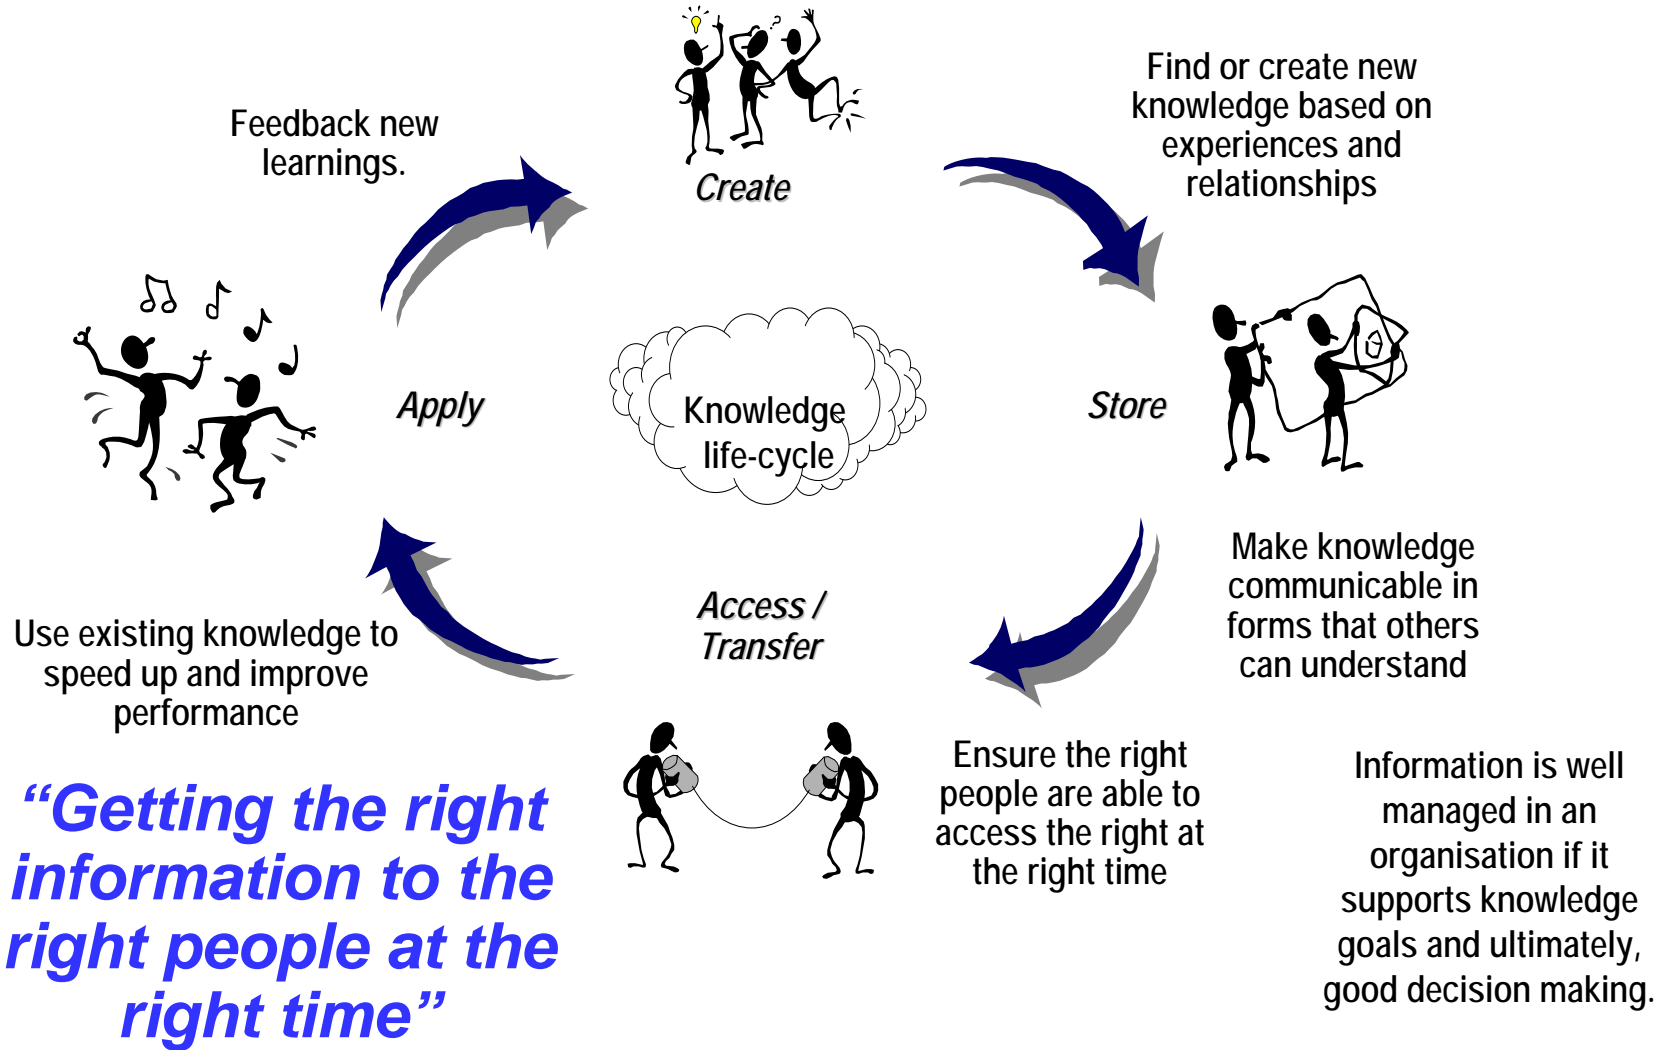 Feedback new
learnings.
?
Create
Find or create new
knowledge based on
experiences and
relationships
Apply
Knowledge
life-cycle
Store
Make knowledge
communicable in
forms that others
can understand
Access /
Transfer
Use existing knowledge to
speed up and improve
performance
Ensure the right
people are able to
access the right at
the right time
“Getting the right
information to the
right people at the
right time”
Information is well
managed in an
organisation if it
supports knowledge
goals and ultimately,
good decision making.